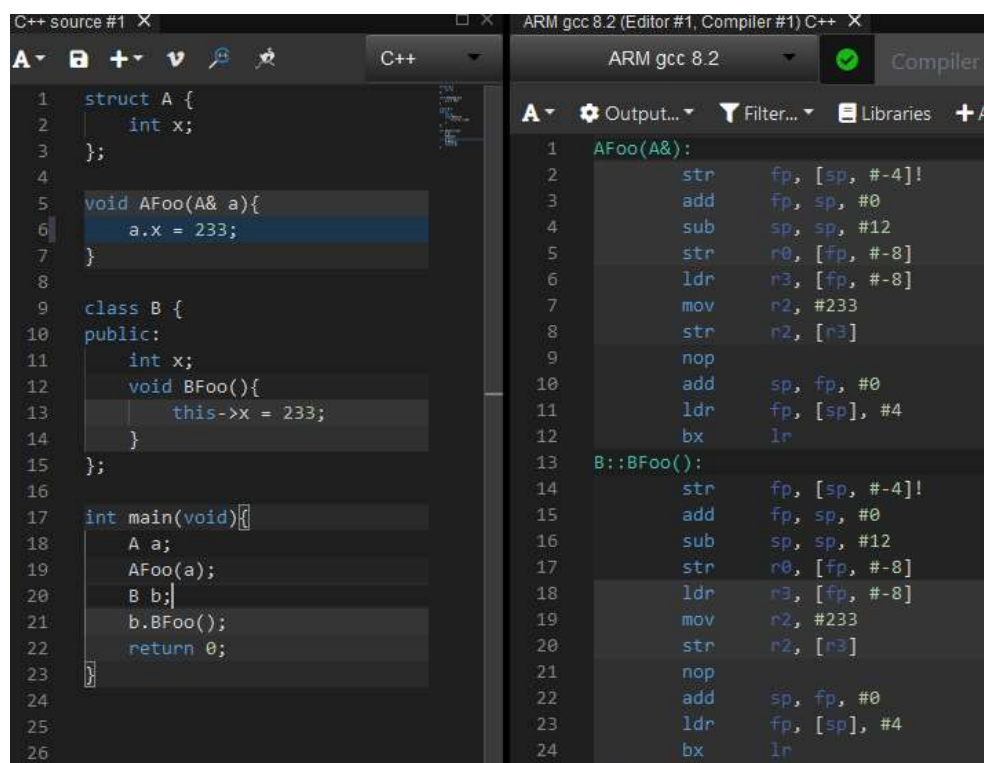 C++ source #1 X
A
+
v
C++
1 struct A {
2 int x;
3 };
4
5 void AFoo(A& a){
6 a.x = 233;
7 }
8
9 class B {
10 public:
11 int x;
12 void BFoo(){
13 this->x = 233;
14 }
15 };
16
17 int main(void){
18 A a;
19 AFoo(a);
20 B b;
21 b.BFoo();
22 return 0;
23 }
24
25
26
ARM gcc 8.2 (Editor #1, Compiler #1) C++ X
ARM gcc 8.2
Compiler
A Output... Filter... Libraries + A
1 AFoo(A&):
2 str fp, [sp, #-4]!
3 add fp, sp, #0
4 sub sp, sp, #12
5 str r0, [fp, #-8]
6 ldr r3, [fp, #-8]
7 mov r2, #233
8 str r2, [r3]
9 nop
10 add sp, fp, #0
11 ldr fp, [sp], #4
12 bx lr
13 B::BFoo():
14 str fp, [sp, #-4]!
15 add fp, sp, #0
16 sub sp, sp, #12
17 str r0, [fp, #-8]
18 ldr r3, [fp, #-8]
19 mov r2, #233
20 str r2, [r3]
21 nop
22 add sp, fp, #0
23 ldr fp, [sp], #4
24 bx lr